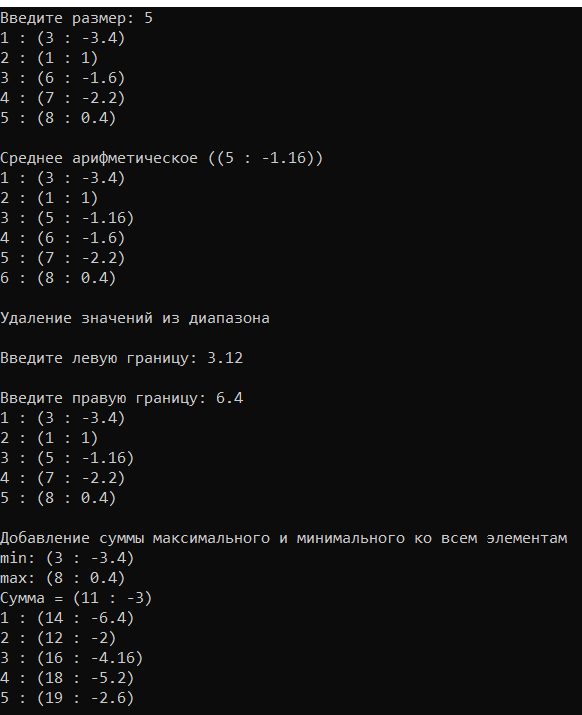 Введите размер: 5
1 : (3 : -3.4)
2 : (1 : 1)
3 : (6 : -1.6)
4 : (7 : -2.2)
5 : (8 : 0.4)
Среднее арифметическое ((5 : -1.16))
1 : (3 : -3.4)
2 : (1 : 1)
3 : (5 : -1.16)
4 : (6 : -1.6)
5 : (7 : -2.2)
6 : (8 : 0.4)
Удаление значений из диапазона
Введите левую границу: 3.12
Введите правую границу: 6.4
1 : (3 : -3.4)
2 : (1 : 1)
3 : (5 : -1.16)
4 : (7 : -2.2)
5 : (8 : 0.4)
Добавление суммы максимального и минимального ко всем элементам
min: (3 : -3.4)
max: (8 : 0.4)
Сумма = (11 : -3)
1 : (14 : -6.4)
2 : (12 : -2)
3 : (16 : -4.16)
4 : (18 : -5.2)
5 : (19 : -2.6)